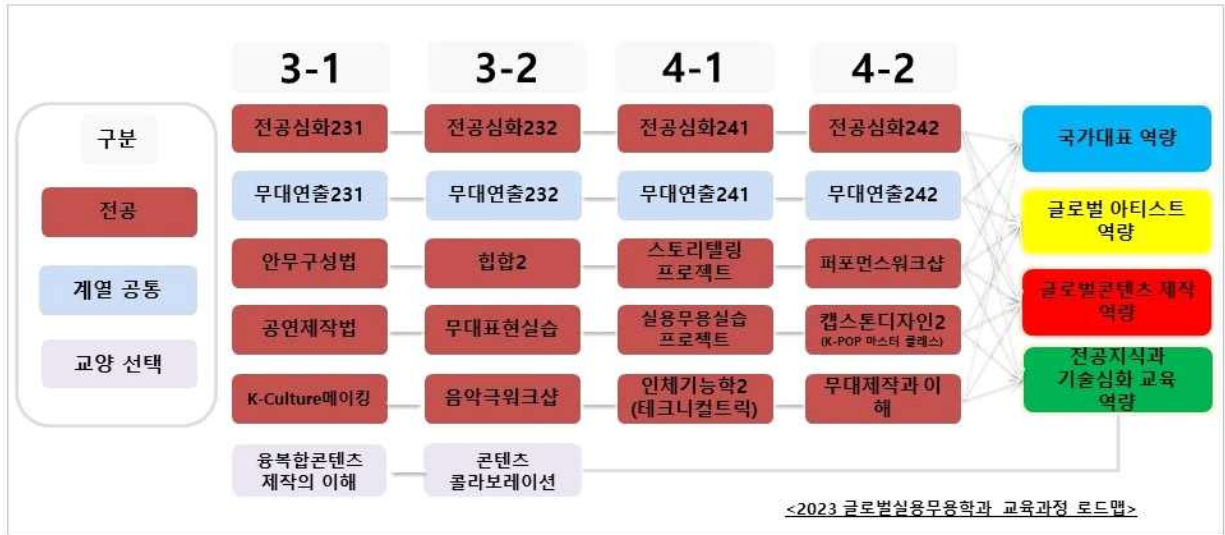 3-1
3-2
4-1
4-2
구분
전공
계열 공통
교양 선택
전공심화231
전공심화232
전공심화241
전공심화242
무대연출231
무대연출232
무대연출241
무대연출242
안무구성법
힙합2
스토리텔링
프로젝트
퍼포먼스워크샵
공연제작법
무대표현실습
실용무용실습
프로젝트
캡스톤디자인2
(K-POP 마스터 클래스)
K-Culture메이킹
음악극워크샵
인체기능학2
(테크니컬트릭)
무대제작과 이
해
융복합콘텐츠
제작의 이해
콘텐츠
콜라보레이션
국가대표 역량
글로벌 아티스트
역량
글로벌콘텐츠 제작
역량
전공지식과
기술심화 교육
역량
<2023 글로벌실용무용학과 교육과정 로드맵>